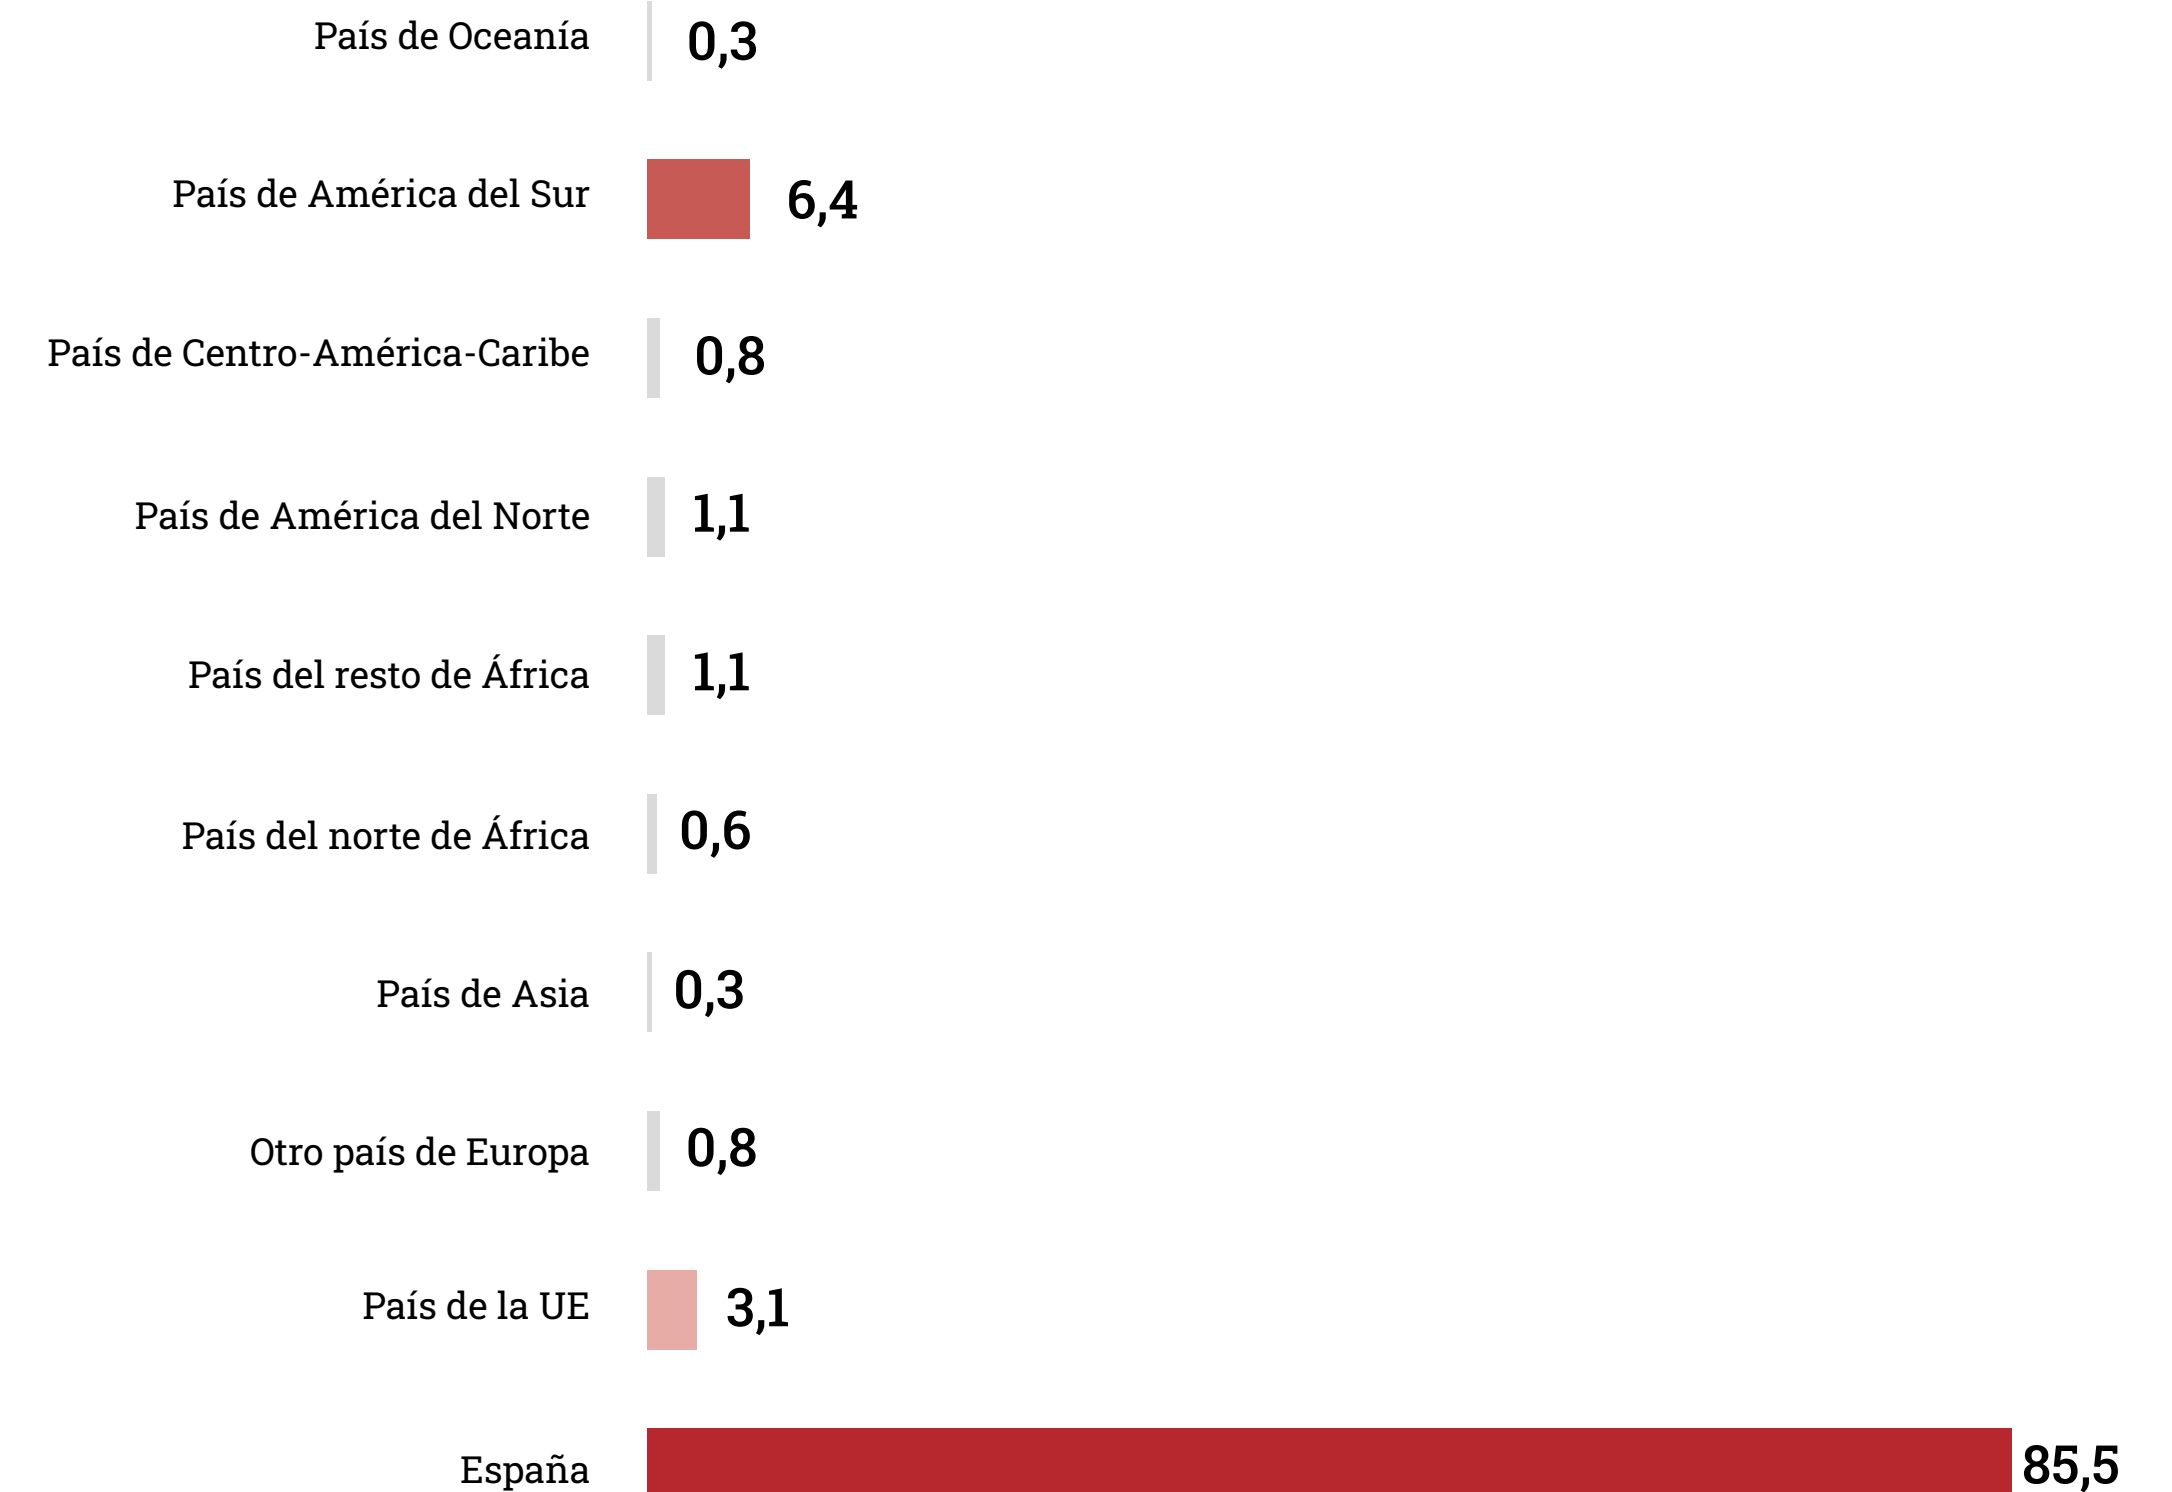 País de Oceanía 0,3
País de América del Sur 6,4
País de Centro-América-Caribe 0,8
País de América del Norte 1,1
País del resto de África 1,1
País del norte de África 0,6
País de Asia 0,3
Otro país de Europa 0,8
País de la UE 3,1
España 85,5